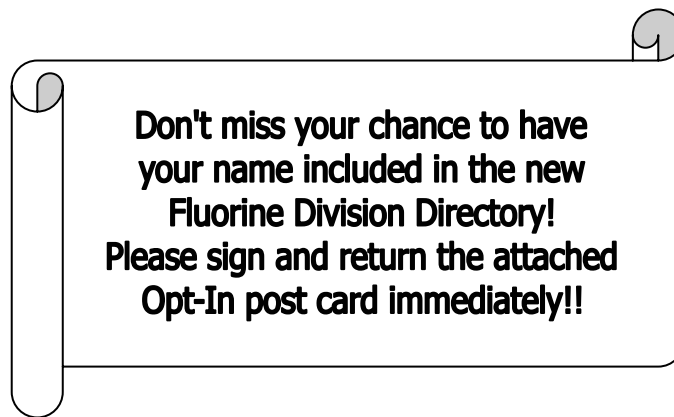 Don't miss your chance to have
your name included in the new
Fluorine Division Directory!
Please sign and return the attached
Opt-In post card immediately!!